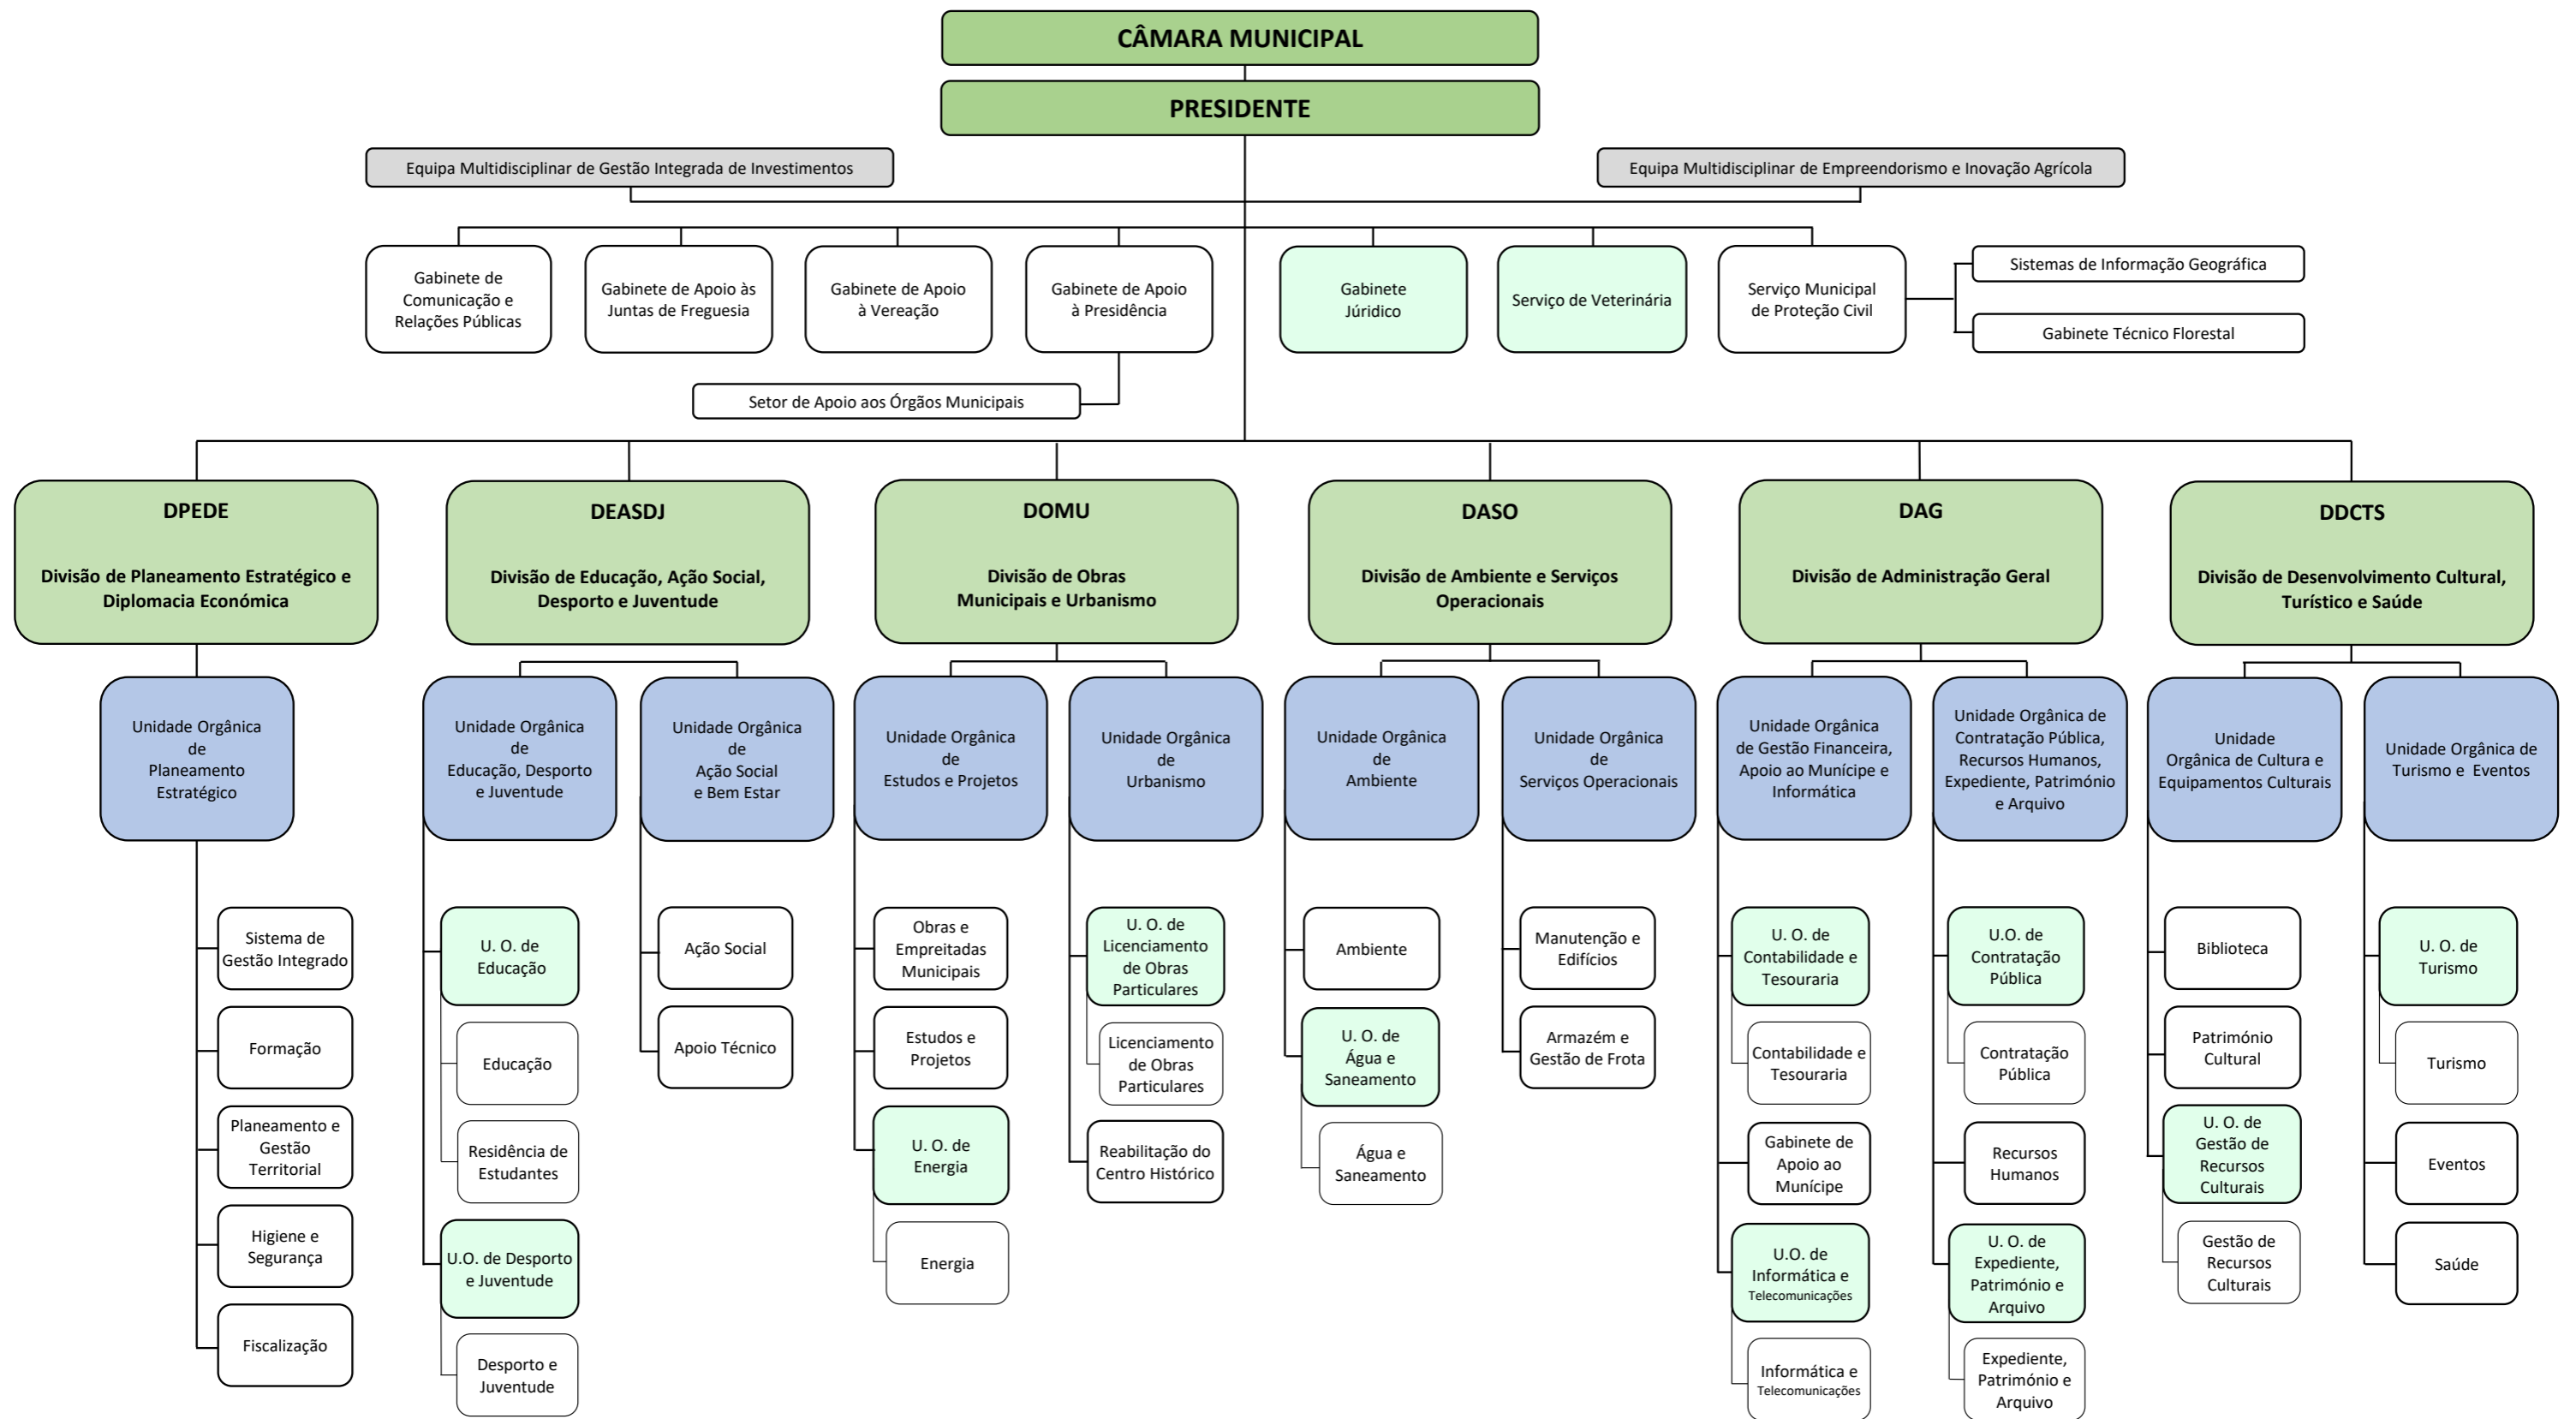 CÂMARA MUNICIPAL
PRESIDENTE
Equipa Multidisciplinar de Gestão Integrada de Investimentos
Equipa Multidisciplinar de Empreendorismo e Inovação Agrícola
Gabinete de
Comunicação e
Relações Públicas
Gabinete de Apoio às
Juntas de Freguesia
Gabinete de Apoio
à Vereação
Gabinete de Apoio
à Presidência
Gabinete
Júridico
Serviço de Veterinária
Serviço Municipal
de Proteção Civil
Sistemas de Informação Geográfica
Gabinete Técnico Florestal
Setor de Apoio aos Órgãos Municipais
DPEDE
Divisão de Planeamento Estratégico e
Diplomacia Económica
DEASDJ
Divisão de Educação, Ação Social,
Desporto e Juventude
DOMU
Divisão de Obras
Municipais e Urbanismo
DASO
Divisão de Ambiente e Serviços
Operacionais
DAG
Divisão de Administração Geral
DDCTS
Divisão de Desenvolvimento Cultural,
Turístico e Saúde
Unidade Orgânica
de
Planeamento
Estratégico
Unidade Orgânica
de
Educação, Desporto
e Juventude
Unidade Orgânica
de
Ação Social
e Bem Estar
Unidade Orgânica
de
Estudos e Projetos
Unidade Orgânica
de
Urbanismo
Unidade Orgânica
de
Ambiente
Unidade Orgânica
de
Serviços Operacionais
Unidade Orgânica
de Gestão Financeira,
Apoio ao Munícipe e
Informática
Unidade Orgânica de
Contratação Pública,
Recursos Humanos,
Expediente, Património
e Arquivo
Unidade
Orgânica de Cultura e
Equipamentos Culturais
Unidade Orgânica de
Turismo e Eventos
Sistema de
Gestão Integrado
Formação
Planeamento e
Gestão
Territorial
Higiene e
Segurança
Fiscalização
U. O. de
Educação
Educação
Residência de
Estudantes
U.O. de Desporto
e Juventude
Desporto e
Juventude
Ação Social
Apoio Técnico
Obras e
Empreitadas
Municipais
Estudos e
Projetos
U. O. de
Energia
Energia
U. O. de
Licenciamento
de Obras
Particulares
Licenciamento
de Obras
Particulares
Reabilitação do
Centro Histórico
Ambiente
U. O. de
Água e
Saneamento
Água e
Saneamento
Manutenção e
Edifícios
Armazém e
Gestão de Frota
U. O. de
Contabilidade e
Tesouraria
Contabilidade e
Tesouraria
Gabinete de
Apoio ao
Munícipe
U.O. de
Informática e
Telecomunicações
Informática e
Telecomunicações
U.O. de
Contratação
Pública
Contratação
Pública
Recursos
Humanos
U. O. de
Expediente,
Património e
Arquivo
Expediente,
Património e
Arquivo
Biblioteca
Património
Cultural
U. O. de
Gestão de
Recursos
Culturais
Gestão de
Recursos
Culturais
U. O. de
Turismo
Turismo
Eventos
Saúde